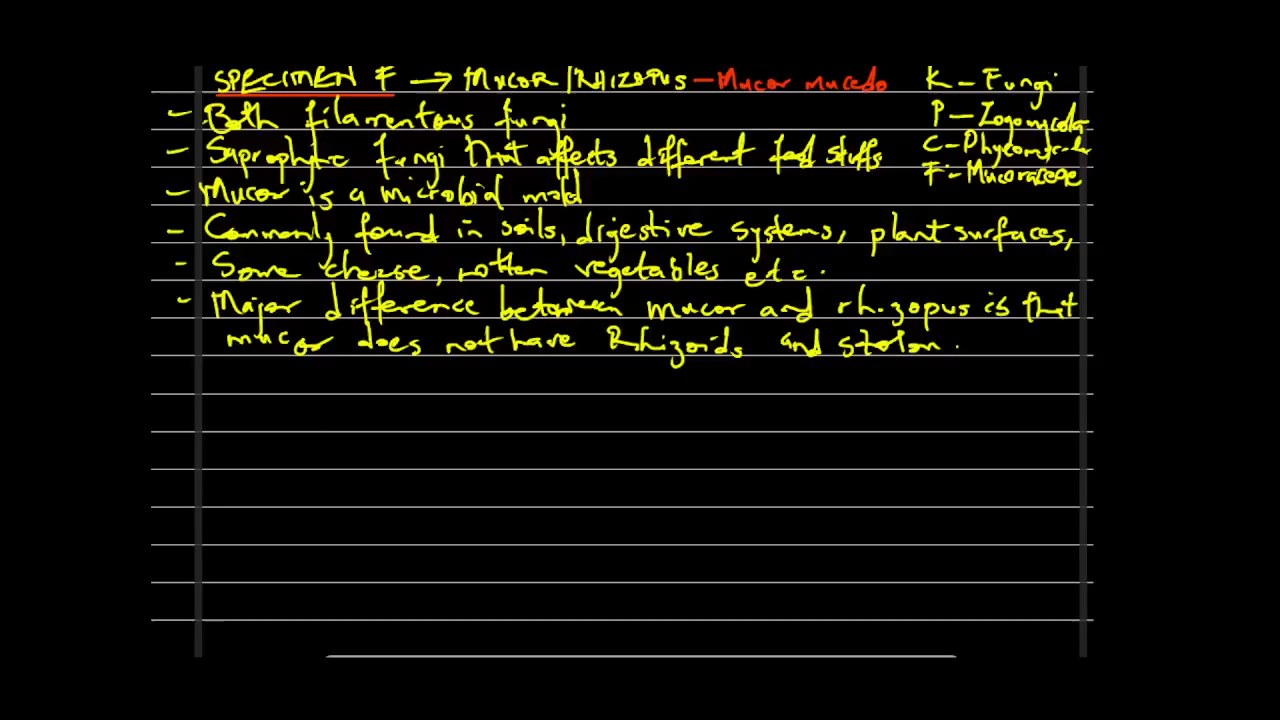 SPECIMEN F → MUCOR/RHIZOPUS - Mucor mucedo
K - Fungi
- Both filamentous fungi
P - Zogomycota
- Saprophytic fungi that affects different food stuffs
C - Phycomycetes
F - Mucoraceae
- Mucor is a microbial mold
- Commonly found in soils, digestive systems, plant surfaces,
- Some cheese, rotten vegetables etc.
- Major difference between mucor and rhizopus is that
mucor does not have Rhizoids and stolon.